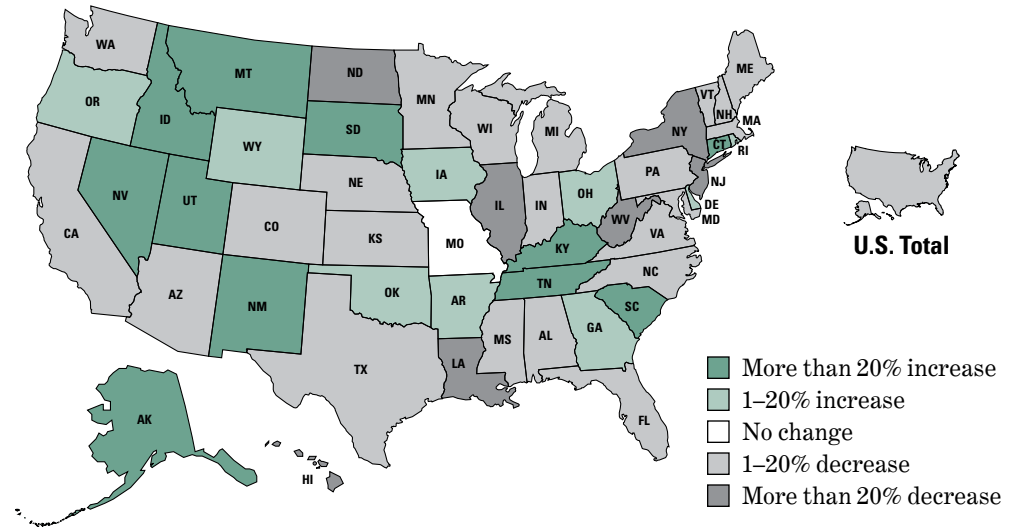 WA
MT
ND
MN
ME
VT
NH
MA
OR
ID
SD
WI
MI
NY
CT
RI
WY
IA
PA
NJ
NE
IL
IN
OH
DE
MD
NV
UT
CO
WV
VA
CA
KS
MO
KY
U.S. Total
AZ
NM
OK
AR
TN
NC
SC
GA
MS
AL
LA
TX
FL
AK
HI
More than 20% increase
1–20% increase
No change
1–20% decrease
More than 20% decrease